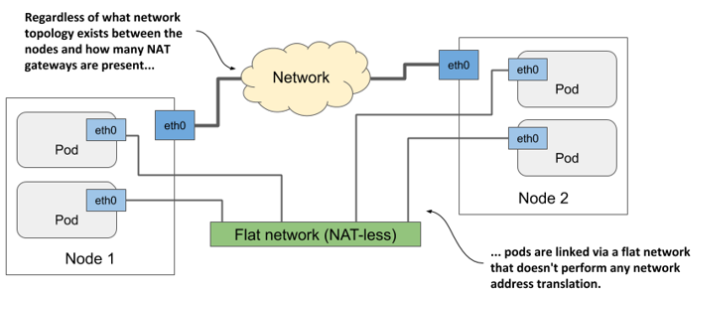 Regardless of what network
topology exists between the
nodes and how many NAT
gateways are present...
Network
eth0
eth0
Pod
eth0
Pod
Node 2
eth0
eth0
Pod
eth0
Pod
Node 1
Flat network (NAT-less)
... pods are linked via a flat network
that doesn't perform any network
address translation.